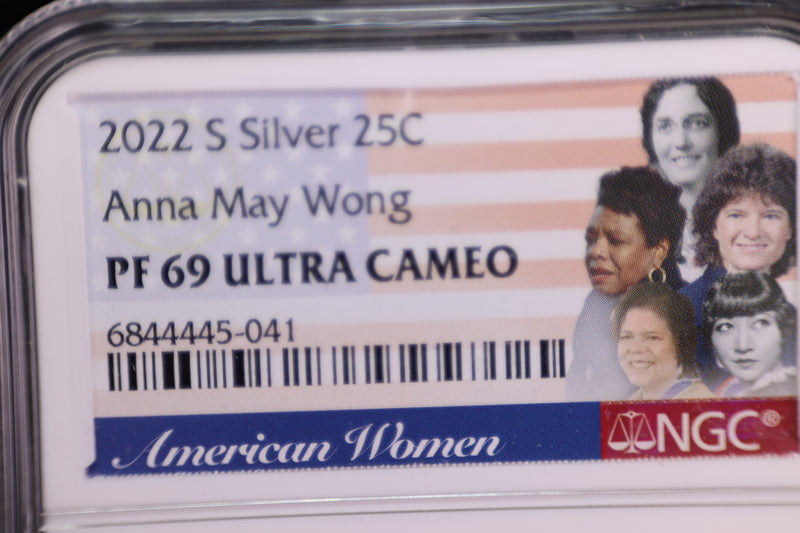 2022 S Silver 25C
Anna May Wong
PF 69 ULTRA CAMEO
6844445-041
American Women
NGC®